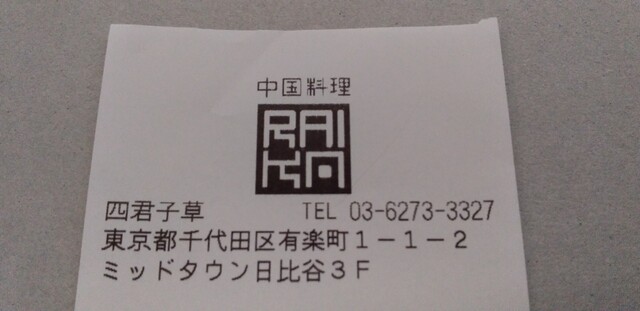 中国料理
RAI
KA
四君子草 TEL 03-6273-3327
東京都千代田区有楽町1-1-2
ミッドタウン日比谷3F